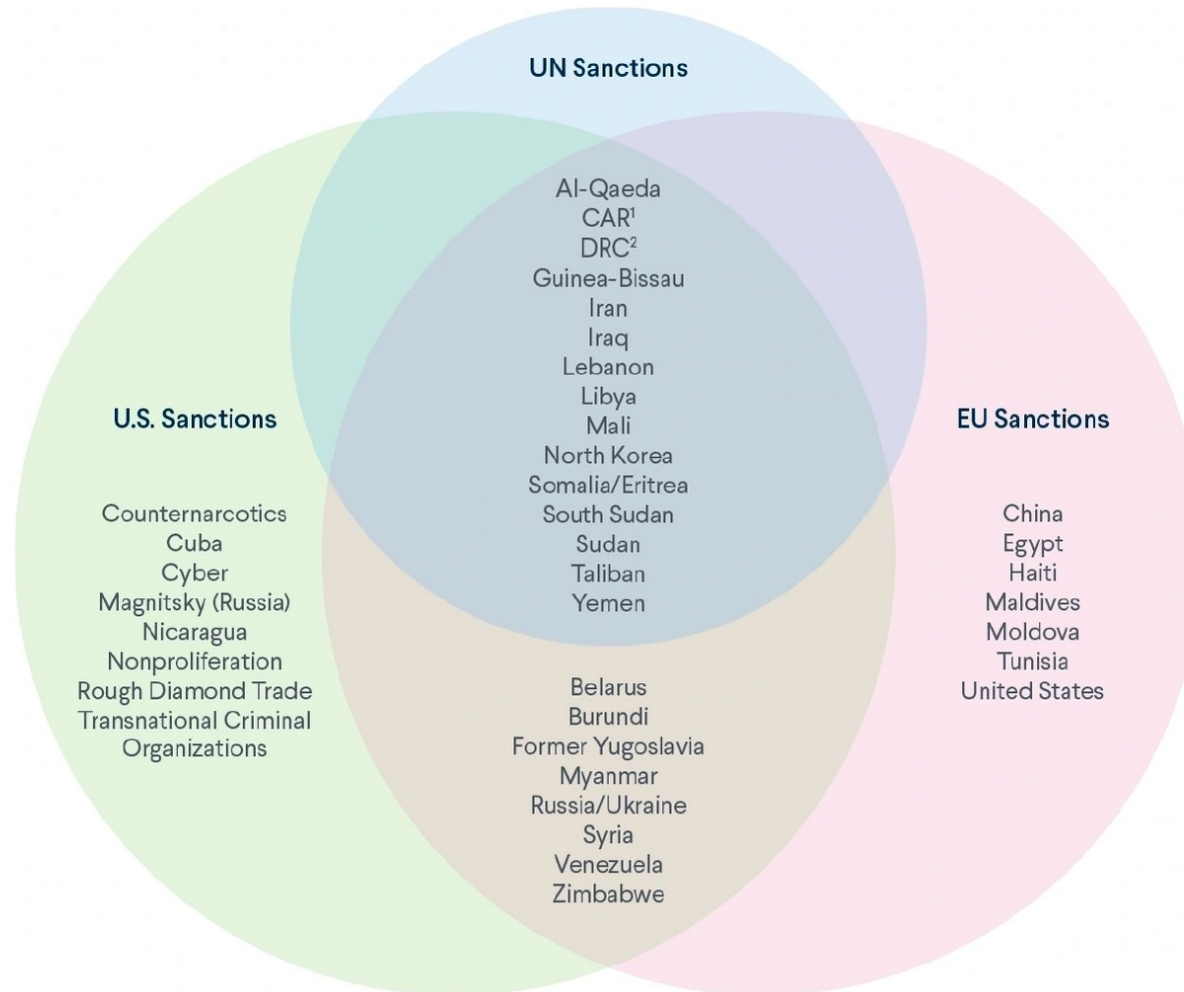 UN Sanctions
Al-Qaeda
CAR¹
DRC²
Guinea-Bissau
Iran
Iraq
Lebanon
Libya
Mali
North Korea
Somalia/Eritrea
South Sudan
Sudan
Taliban
Yemen
U.S. Sanctions
Counternarcotics
Cuba
Cyber
Magnitsky (Russia)
Nicaragua
Nonproliferation
Rough Diamond Trade
Transnational Criminal
Organizations
EU Sanctions
China
Egypt
Haiti
Maldives
Moldova
Tunisia
United States
Belarus
Burundi
Former Yugoslavia
Myanmar
Russia/Ukraine
Syria
Venezuela
Zimbabwe